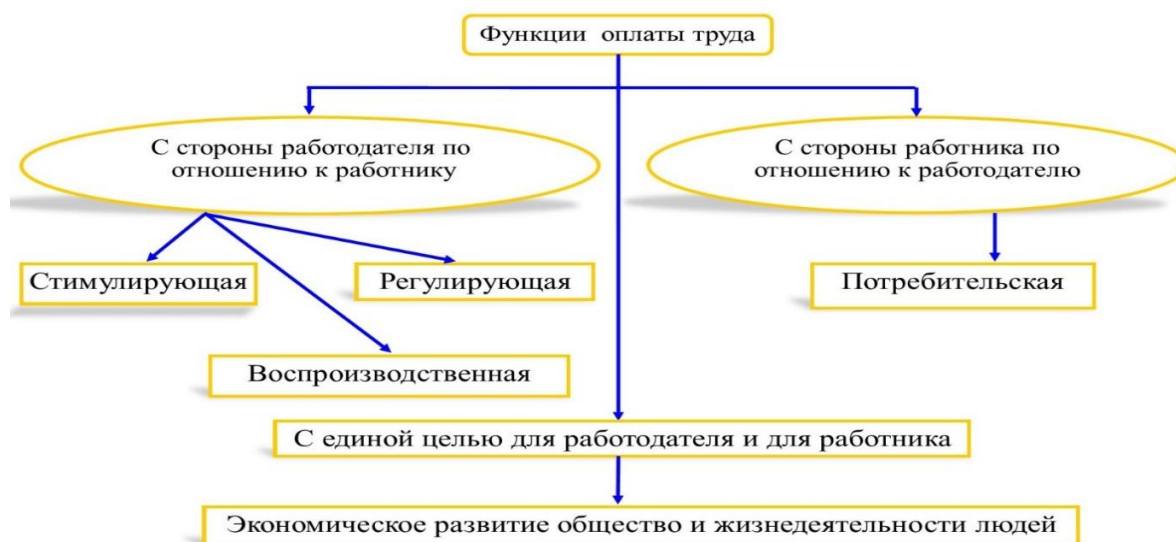 Функции оплаты труда
С стороны работодателя по
отношению к работнику
С стороны работника по
отношению к работодателю
Стимулирующая
Регулирующая
Потребительская
Воспроизводственная
С единой целью для работодателя и для работника
Экономическое развитие общество и жизнедеятельности людей